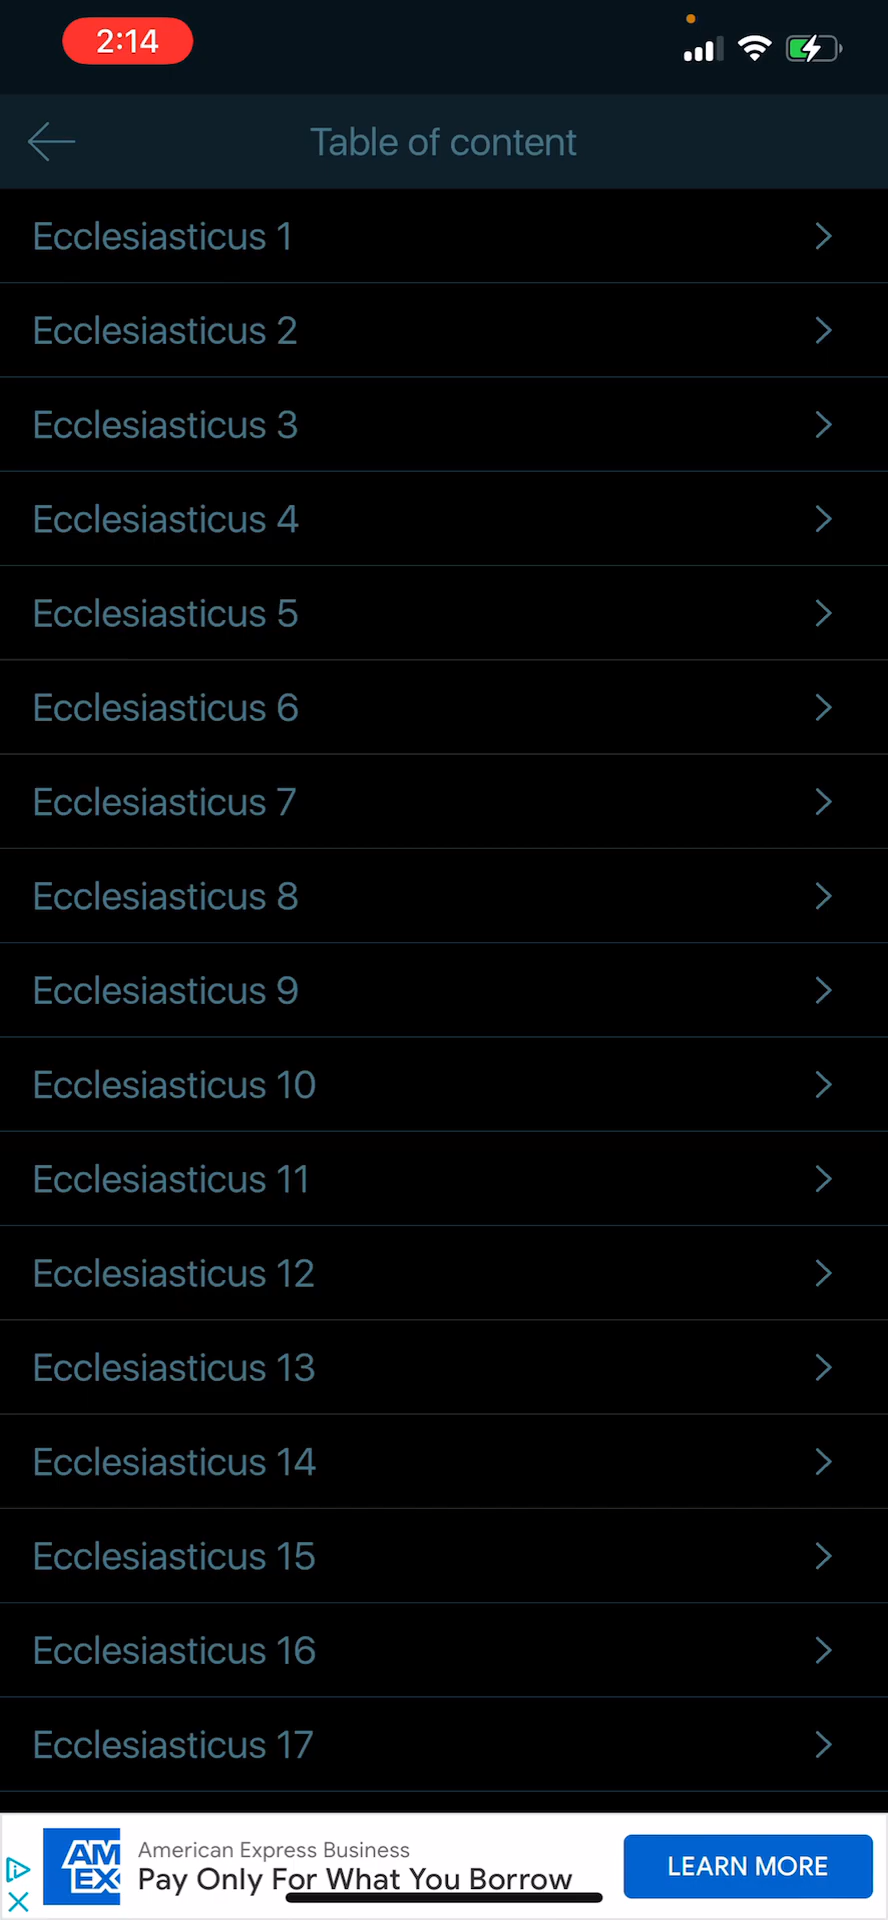 2:14
Table of content
Ecclesiasticus 1
Ecclesiasticus 2
Ecclesiasticus 3
Ecclesiasticus 4
Ecclesiasticus 5
Ecclesiasticus 6
Ecclesiasticus 7
Ecclesiasticus 8
Ecclesiasticus 9
Ecclesiasticus 10
Ecclesiasticus 11
Ecclesiasticus 12
Ecclesiasticus 13
Ecclesiasticus 14
Ecclesiasticus 15
Ecclesiasticus 16
Ecclesiasticus 17
AM
EX
American Express Business
Pay Only For What You Borrow
LEARN MORE